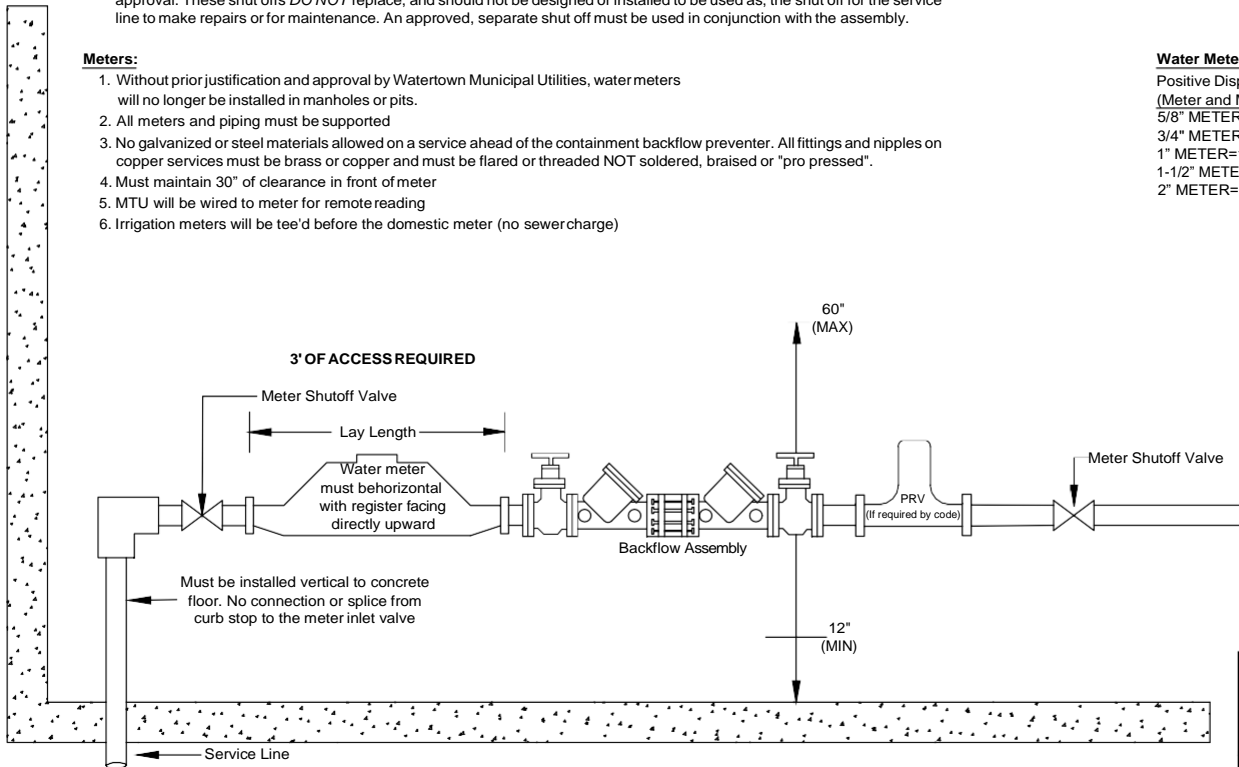 approval. These shut offs DO NOT replace, and should not be designed or installed to be used as, the shut off for the service
line to make repairs or for maintenance. An approved, separate shut off must be used in conjunction with the assembly.
Meters:
1. Without prior justification and approval by Watertown Municipal Utilities, water meters
will no longer be installed in manholes or pits.
2. All meters and piping must be supported
3. No galvanized or steel materials allowed on a service ahead of the containment backflow preventer. All fittings and nipples on
copper services must be brass or copper and must be flared or threaded NOT soldered, braised or "pro pressed".
4. Must maintain 30” of clearance in front of meter
5. MTU will be wired to meter for remote reading
6. Irrigation meters will be tee'd before the domestic meter (no sewer charge)
Water Mete
Positive Disp
(Meter and M
5/8” METER
3/4" METER
1” METER=
1-1/2” METE
2” METER=
60"
(MAX)
3' OF ACCESS REQUIRED
Meter Shutoff Valve
Lay Length
Water meter
must be horizontal
with register facing
directly upward
Meter Shutoff Valve
PRV
(If required by code)
Backflow Assembly
Must be installed vertical to concrete
floor. No connection or splice from
curb stop to the meter inlet valve
12"
(MIN)
Service Line